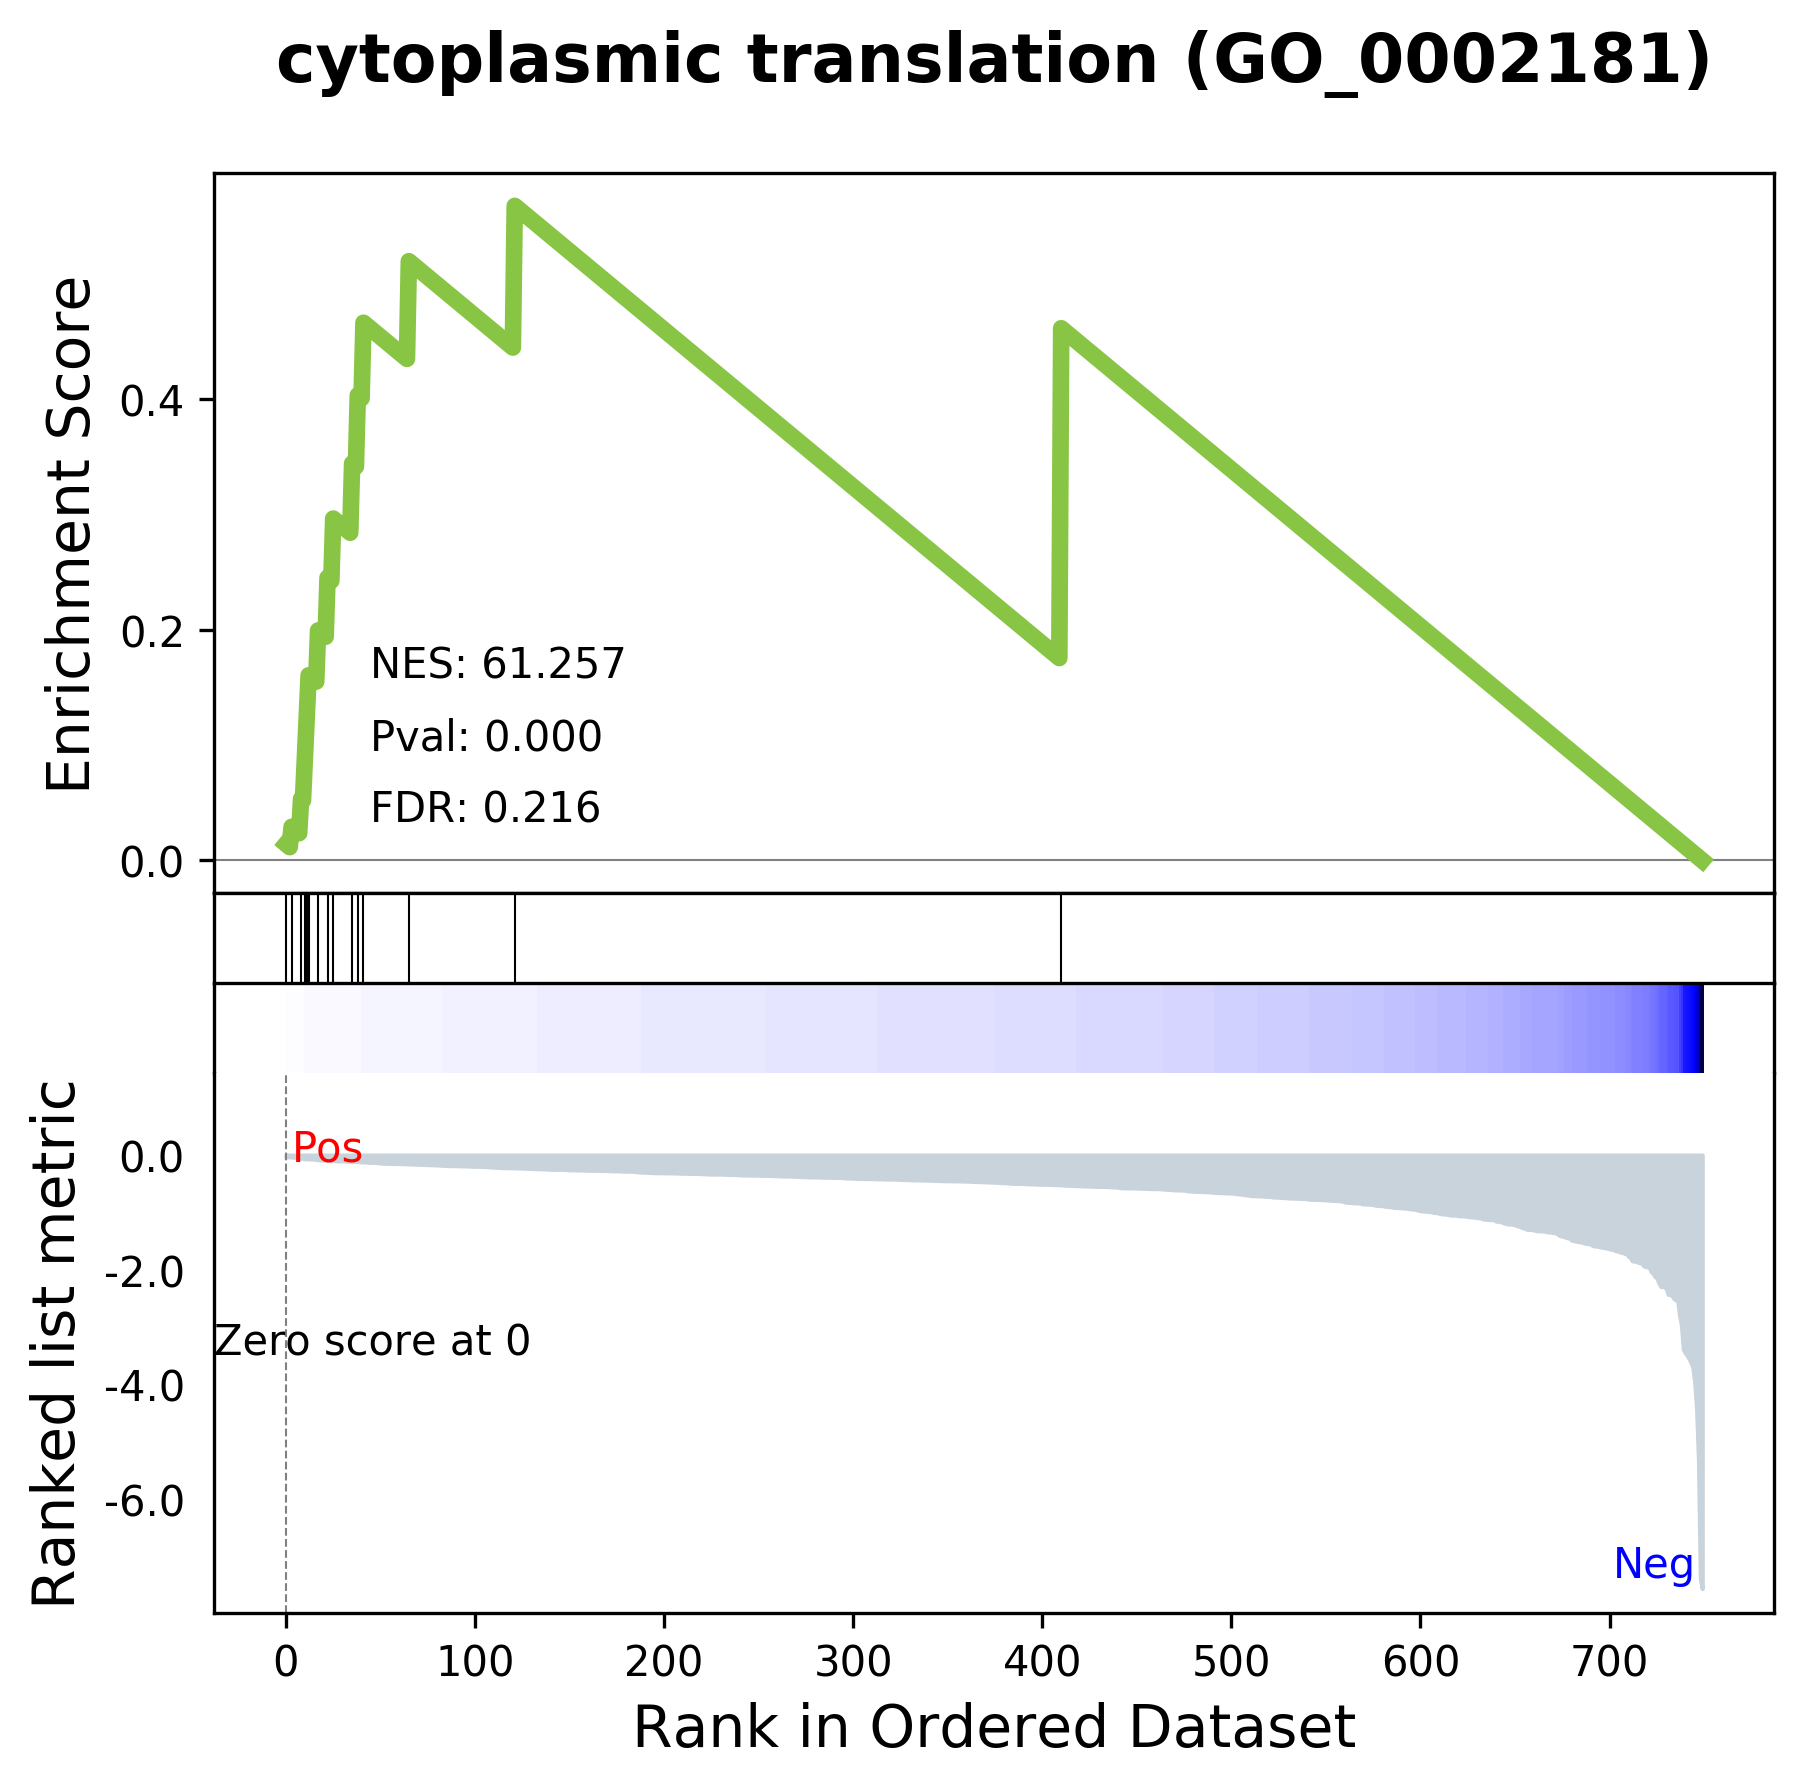 cytoplasmic translation (GO_0002181)
Enrichment Score
0.4
0.2
0.0
NES: 61.257
Pval: 0.000
FDR: 0.216
Ranked list metric
0.0
-2.0
-4.0
-6.0
Pos
Zero score at 0
Neg
0 100 200 300 400 500 600 700
Rank in Ordered Dataset